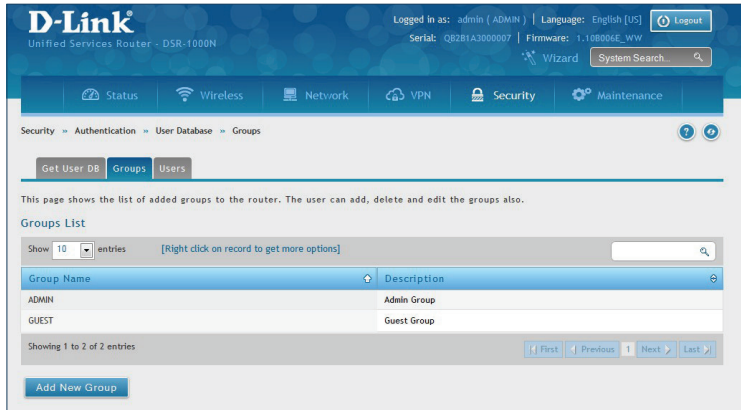 D-Link
Unified Services Router - DSR-1000N
Logged in as: admin ( ADMIN ) | Language: English [US]
Logout
Serial: QB2B1A3000007 | Firmware: 1.10B006E_WW
Wizard
System Search...
Status
Wireless
Network
VPN
Security
Maintenance
Security » Authentication » User Database » Groups
Get User DB
Groups
Users
This page shows the list of added groups to the router. The user can add, delete and edit the groups also.
Groups List
Show 10 entries
[Right click on record to get more options]
Group Name
Description
ADMIN
Admin Group
GUEST
Guest Group
Showing 1 to 2 of 2 entries
First
Previous
1
Next
Last
Add New Group